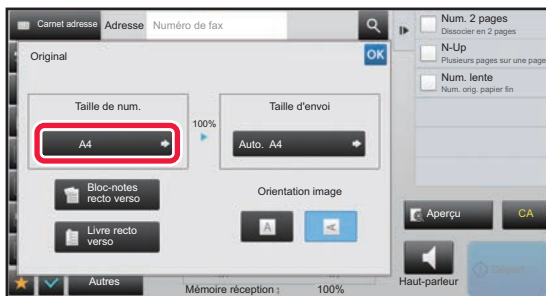 Carnet adresse
Adresse
Numéro de fax
Original
OK
Taille de num.
A4
100%
Taille d'envoi
Auto. A4
Bloc-notes
recto verso
Livre recto
verso
Orientation image
A
A
Autres
Mémoire réception :
100%
Num. 2 pages
Dissocier en 2 pages
N-Up
Plusieurs pages sur une page
Num. lente
Num. orig. papier fin
Aperçu
CA
Haut-parleur
Départ